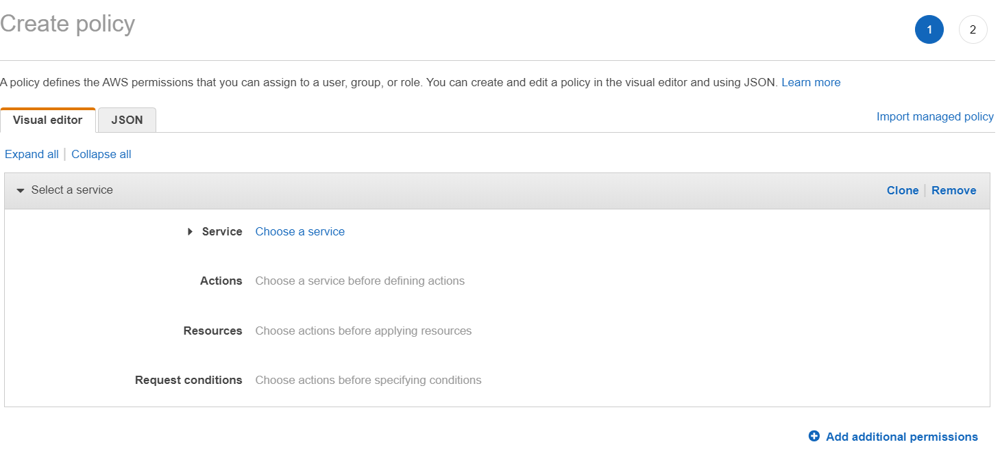 Create policy
1 2
A policy defines the AWS permissions that you can assign to a user, group, or role. You can create and edit a policy in the visual editor and using JSON. Learn more
Visual editor JSON Import managed policy
Expand all Collapse all
Select a service Clone Remove
Service Choose a service
Actions Choose a service before defining actions
Resources Choose actions before applying resources
Request conditions Choose actions before specifying conditions
Add additional permissions